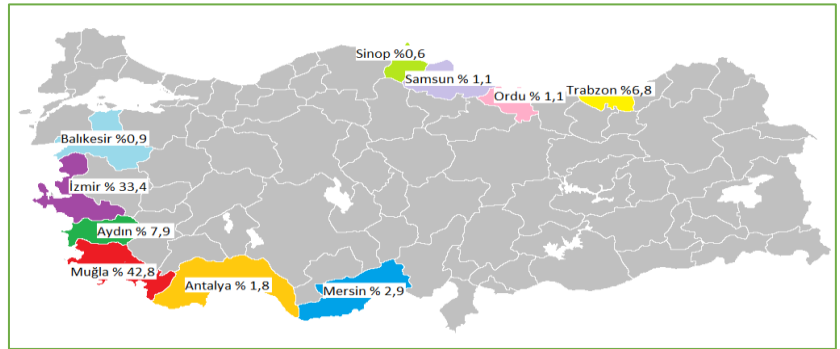 Sinop %0,6
Samsun % 1,1
Ordu % 1,1
Trabzon %6,8
Balıkesir %0,9
İzmir % 33,4
Aydın % 7,9
Muğla % 42,8
Antalya % 1,8
Mersin % 2,9